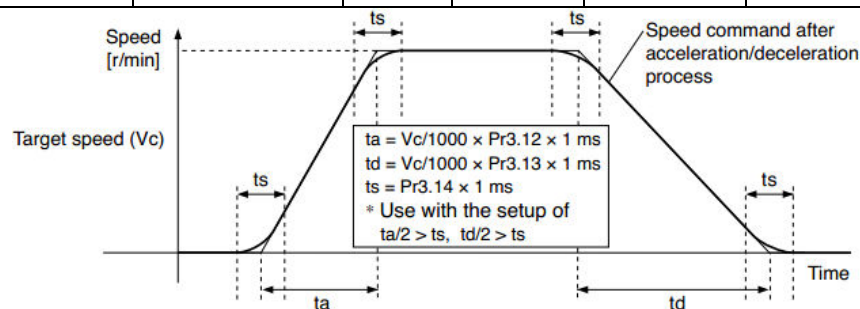 ts
ts
Speed
[r/min]
Speed command after
acceleration/deceleration
process
Target speed (Vc)
ta = Vc/1000 × Pr3.12 × 1 ms
td = Vc/1000 × Pr3.13 × 1 ms
ts = Pr3.14 × 1 ms
* Use with the setup of
ta/2 > ts, td/2 > ts
ts
ts
Time
ta
td